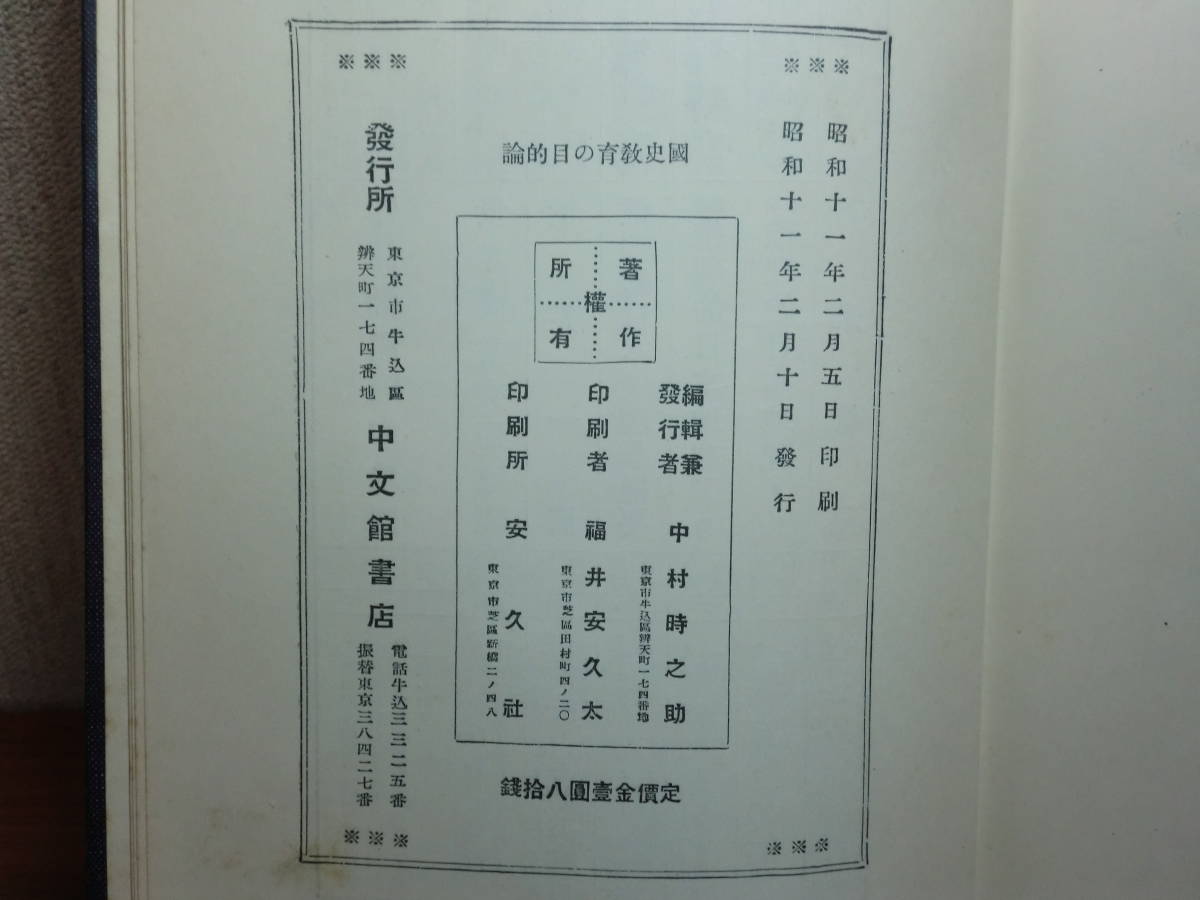 ※※※
昭和十一年二月五日印刷
昭和十一年二月十日發行
※※※
國史敎育の目的論
著作權所有
編輯兼
發行者
中村時之助
東京市牛込區辨天町一七四番地
印刷者
福井安久太
東京市芝區田村町四ノ二〇
印刷所
安久社
東京市芝區新橋二ノ四八
定價金壹圓八拾錢
※※※
發行所
東京市牛込區
辨天町一七四番地
中文館書店
電話牛込三三二五番
振替東京三八四二七番
※※※